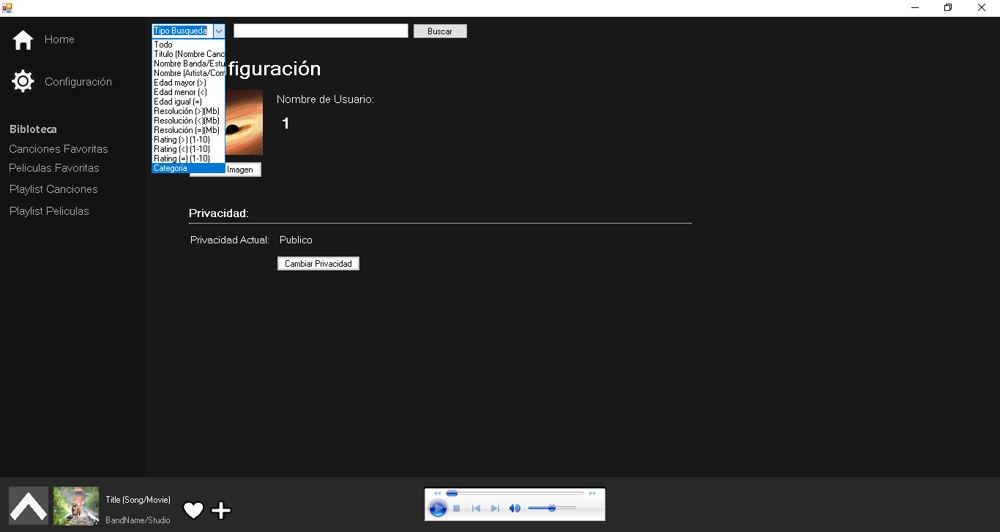 Home
Configuración
Bibloteca
Canciones Favoritas
Peliculas Favoritas
Playlist Canciones
Playlist Peliculas
Tipo Busqueda
Buscar
Todo
Titulo (Nombre Canc
Nombre Banda/Estu
Nombre (Artista/Com
Edad mayor (>)
Edad menor (<)
Edad igual (=)
Resolución (>)(Mb)
Resolución (<)(Mb)
Resolución (=)(Mb)
Rating (>) (1-10)
Rating (<) (1-10)
Rating (=) (1-10)
Categoria
figuración
Nombre de Usuario:
1
Imagen
Privacidad:
Privacidad Actual: Publico
Cambiar Privacidad
Title (Song/Movie)
BandName/Studio